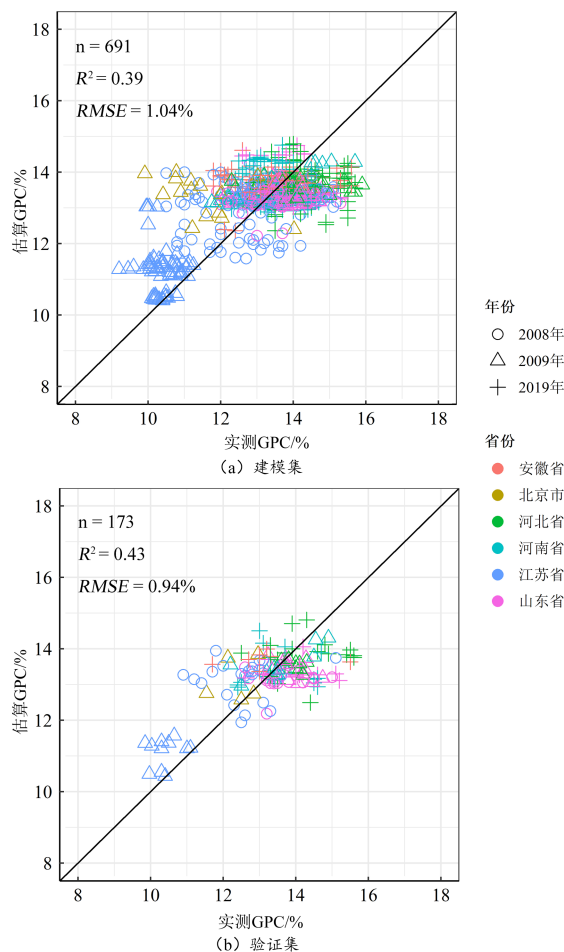 18
16
14
12
10
8
估算GPC/%
n = 691
R² = 0.39
RMSE = 1.04%
8 10 12 14 16 18
实测GPC/%
(a) 建模集
年份
2008年
2009年
2019年
省份
安徽省
北京市
河北省
河南省
江苏省
山东省
18
16
14
12
10
8
估算GPC/%
n = 173
R² = 0.43
RMSE = 0.94%
8 10 12 14 16 18
实测GPC/%
(b) 验证集